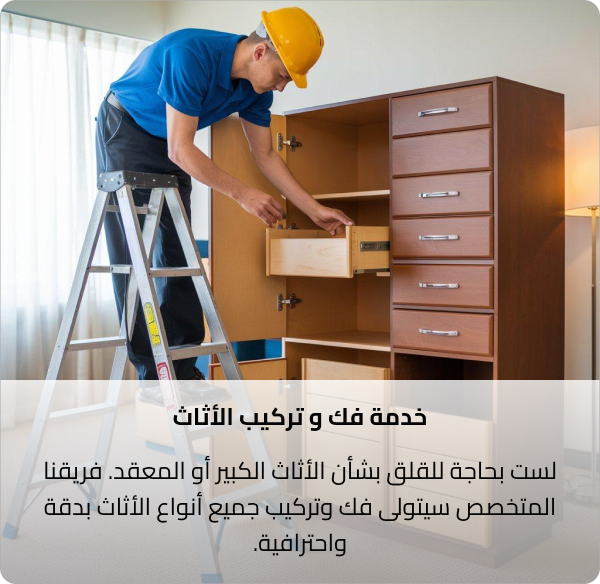 خدمة فك و تركيب الأثاث
لست بحاجة للقلق بشأن الأثاث الكبير أو المعقد. فريقنا
المتخصص سيتولى فك وتركيب جميع أنواع الأثاث بدقة
واحترافية.